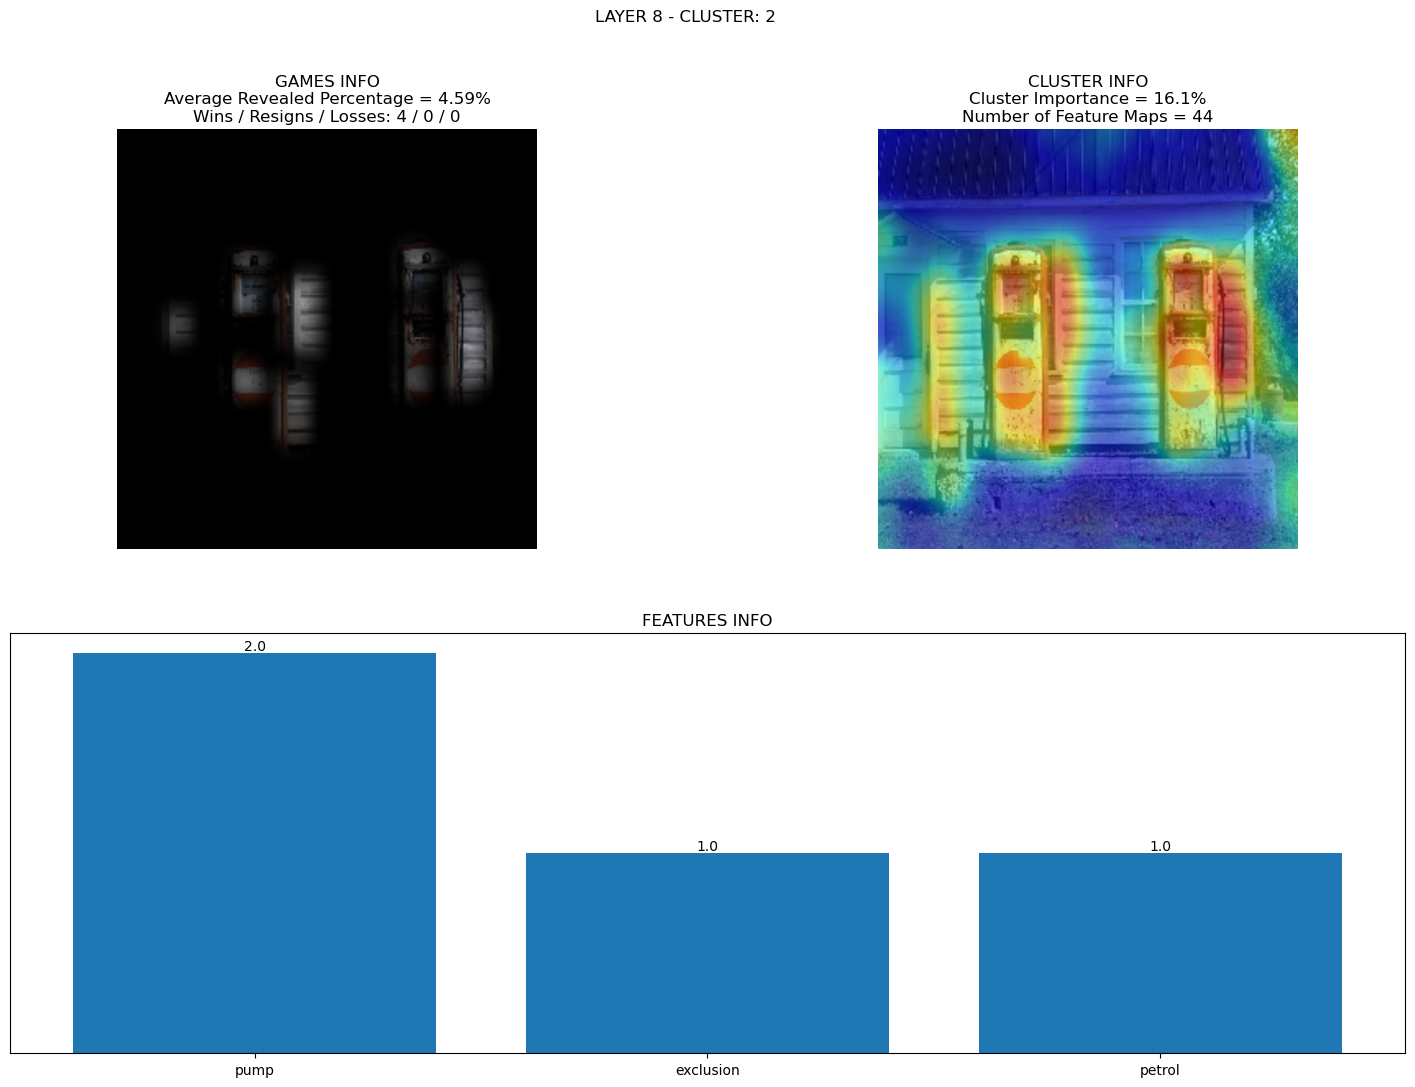 LAYER 8 - CLUSTER: 2
GAMES INFO
Average Revealed Percentage = 4.59%
Wins / Resigns / Losses: 4 / 0 / 0
CLUSTER INFO
Cluster Importance = 16.1%
Number of Feature Maps = 44
FEATURES INFO
2.0
1.0
1.0
pump
exclusion
petrol